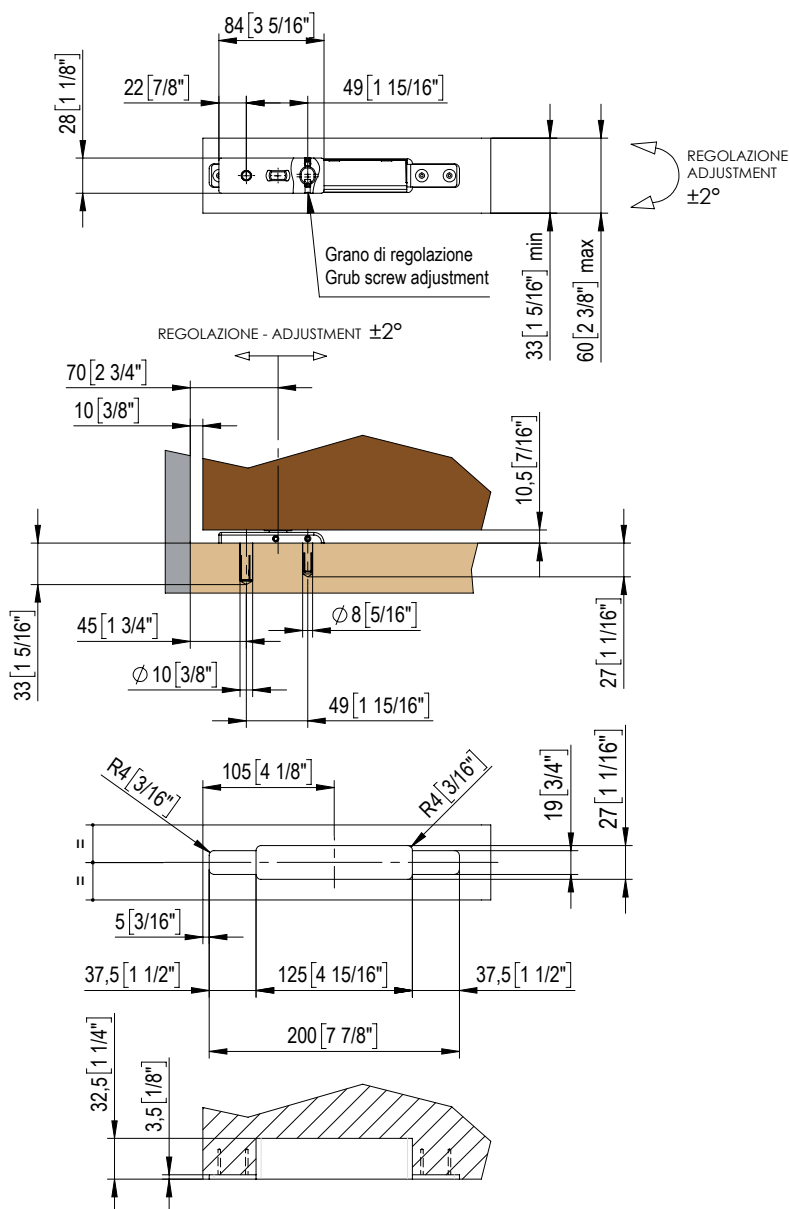 84[3 5/16"]
22[7/8"]
49[1 15/16"]
28[1 1/8"]
REGOLAZIONE
ADJUSTMENT
±2°
Grano di regolazione
Grub screw adjustment
33[1 5/16"] min
60[2 3/8"] max
REGOLAZIONE - ADJUSTMENT ±2°
70[2 3/4"]
10[3/8"]
10,5[7/16"]
33[1 5/16"]
45[1 3/4"]
Ø8[5/16"]
27[1 1/16"]
Ø10[3/8"]
49[1 15/16"]
R4[3/16"]
105[4 1/8"]
R4[3/16"]
19[3/4"]
27[1 1/16"]
=
=
5[3/16"]
37,5[1 1/2"]
125[4 15/16"]
37,5[1 1/2"]
200[7 7/8"]
32,5[1 1/4"]
3,5[1/8"]